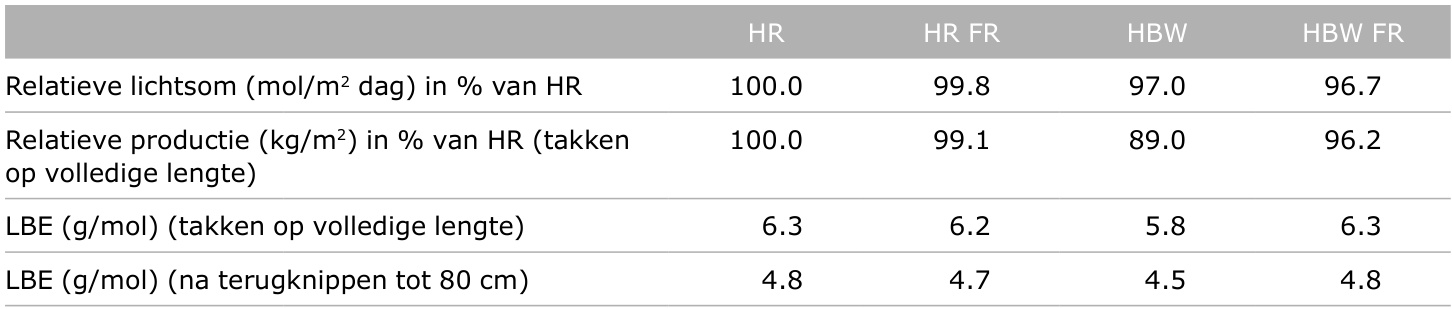 HR HR FR HBW HBW FR
Relatieve lichtsom (mol/m² dag) in % van HR 100.0 99.8 97.0 96.7
Relatieve productie (kg/m²) in % van HR (takken 100.0 99.1 89.0 96.2
op volledige lengte)
LBE (g/mol) (takken op volledige lengte) 6.3 6.2 5.8 6.3
LBE (g/mol) (na terugknippen tot 80 cm) 4.8 4.7 4.5 4.8